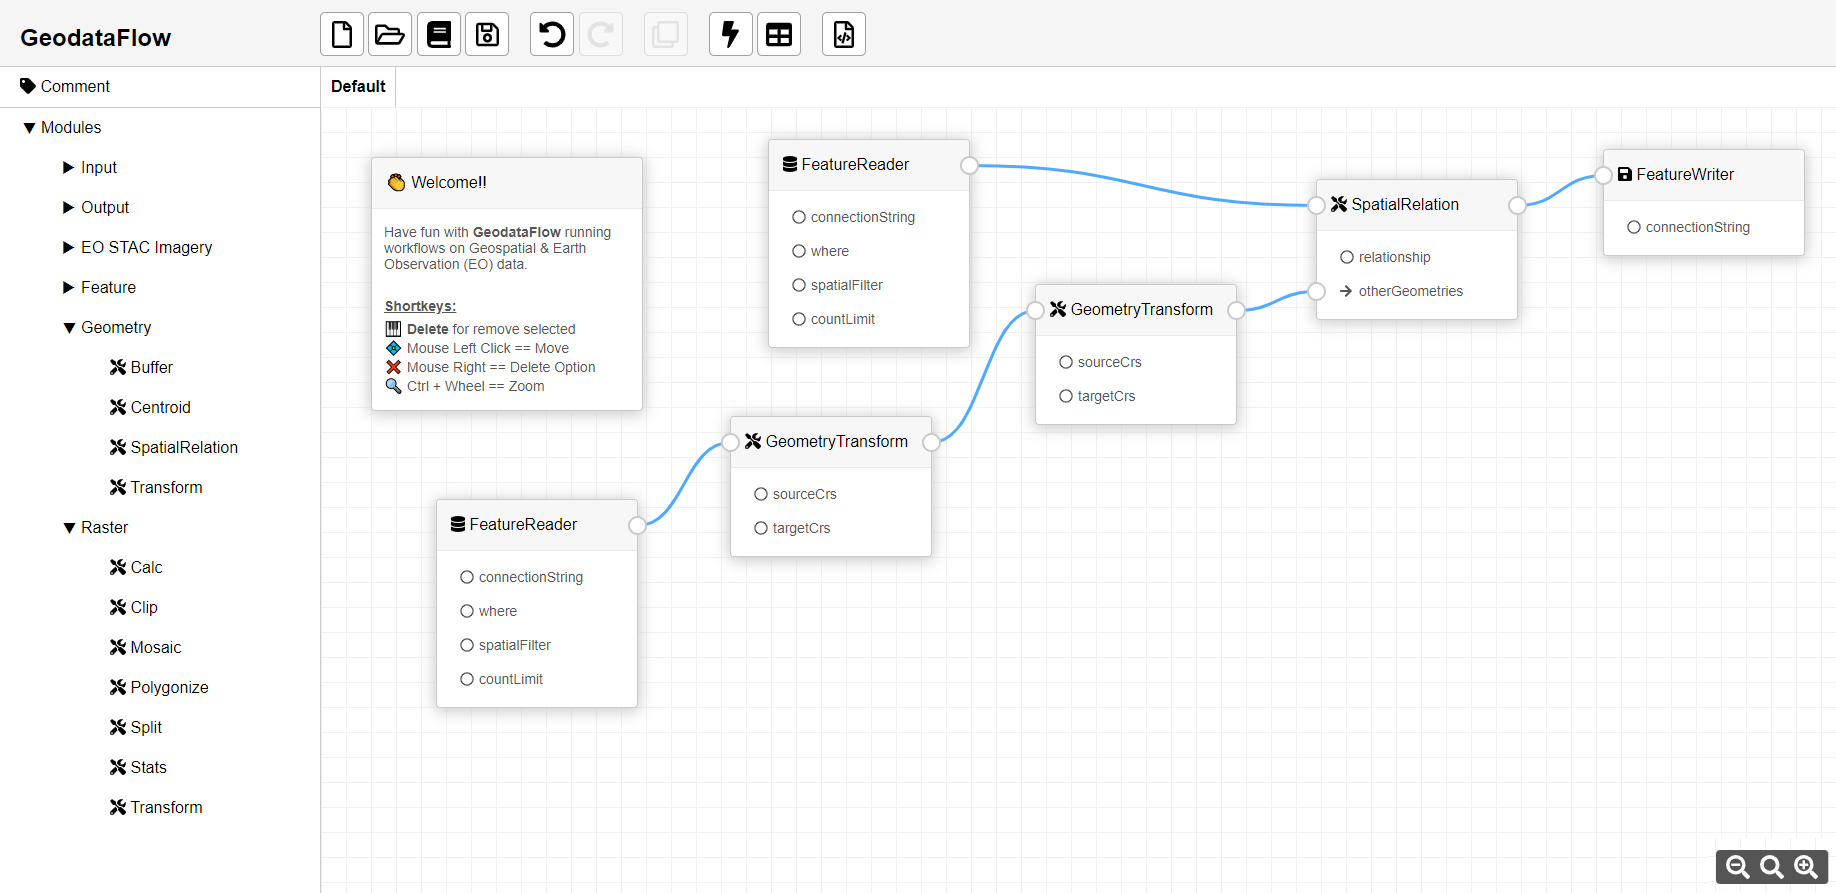 GeodataFlow
Comment
Default
Modules
Input
Output
EO STAC Imagery
Feature
Geometry
Buffer
Centroid
SpatialRelation
Transform
Raster
Calc
Clip
Mosaic
Polygonize
Split
Stats
Transform
Welcome!!
Have fun with GeodataFlow running
workflows on Geospatial & Earth
Observation (EO) data.
Shortkeys:
Delete for remove selected
Mouse Left Click == Move
Mouse Right == Delete Option
Ctrl + Wheel == Zoom
FeatureReader
connectionString
where
spatialFilter
countLimit
FeatureReader
connectionString
where
spatialFilter
countLimit
GeometryTransform
sourceCrs
targetCrs
GeometryTransform
sourceCrs
targetCrs
SpatialRelation
relationship
otherGeometries
FeatureWriter
connectionString